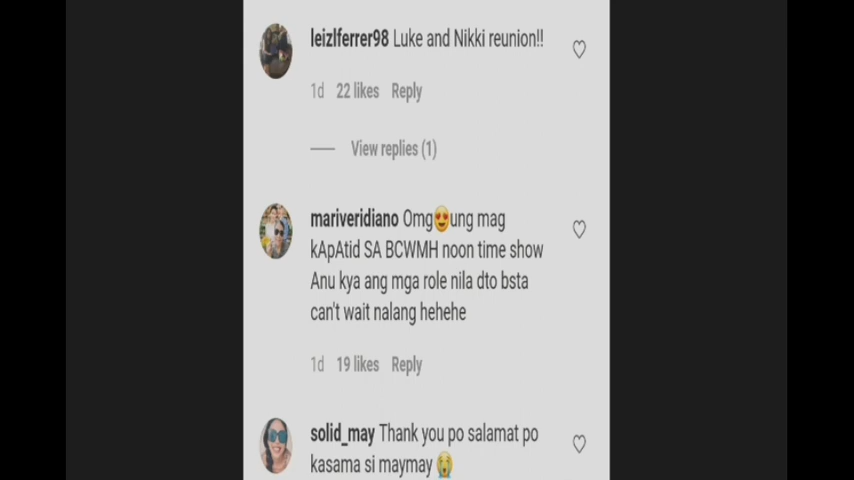 leizlferrer98 Luke and Nikki reunion!!
1d 22 likes Reply
View replies (1)
mariveridiano Omg😍ung mag
kApAtid SA BCWMH noon time show
Anu kya ang mga role nila dto bsta
can't wait nalang hehehe
1d 19 likes Reply
solid_may Thank you po salamat po
kasama si maymay 😭